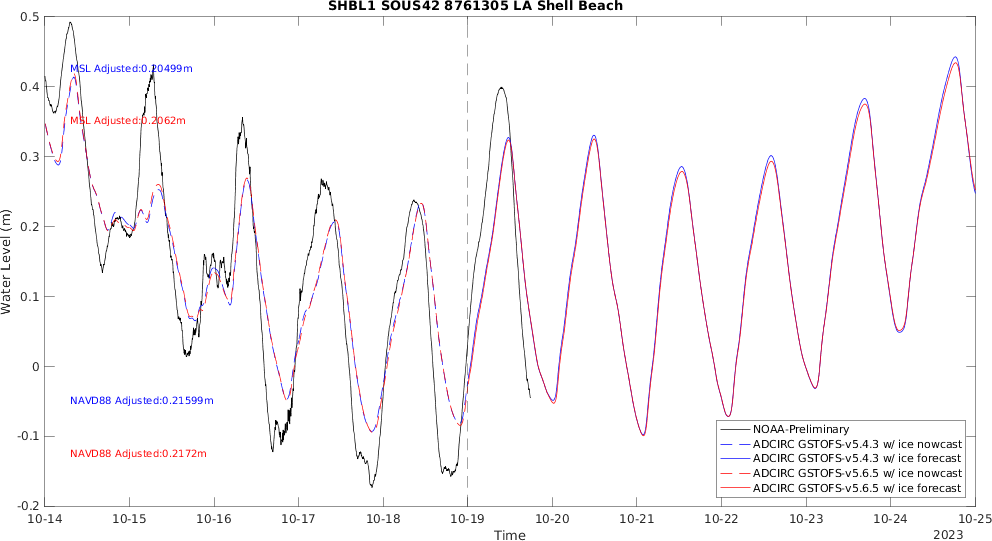 SHBL1 SOUS42 8761305 LA Shell Beach
0.5
0.4
0.3
0.2
0.1
0
-0.1
-0.2
Water Level (m)
MSL Adjusted:0.20499m
MSL Adjusted:0.2062m
NAVD88 Adjusted:0.21599m
NAVD88 Adjusted:0.2172m
NOAA-Preliminary
ADCIRC GSTOFS-v5.4.3 w/ ice nowcast
ADCIRC GSTOFS-v5.4.3 w/ ice forecast
ADCIRC GSTOFS-v5.6.5 w/ ice nowcast
ADCIRC GSTOFS-v5.6.5 w/ ice forecast
10-14 10-15 10-16 10-17 10-18 10-19 10-20 10-21 10-22 10-23 10-24 10-25
Time
2023